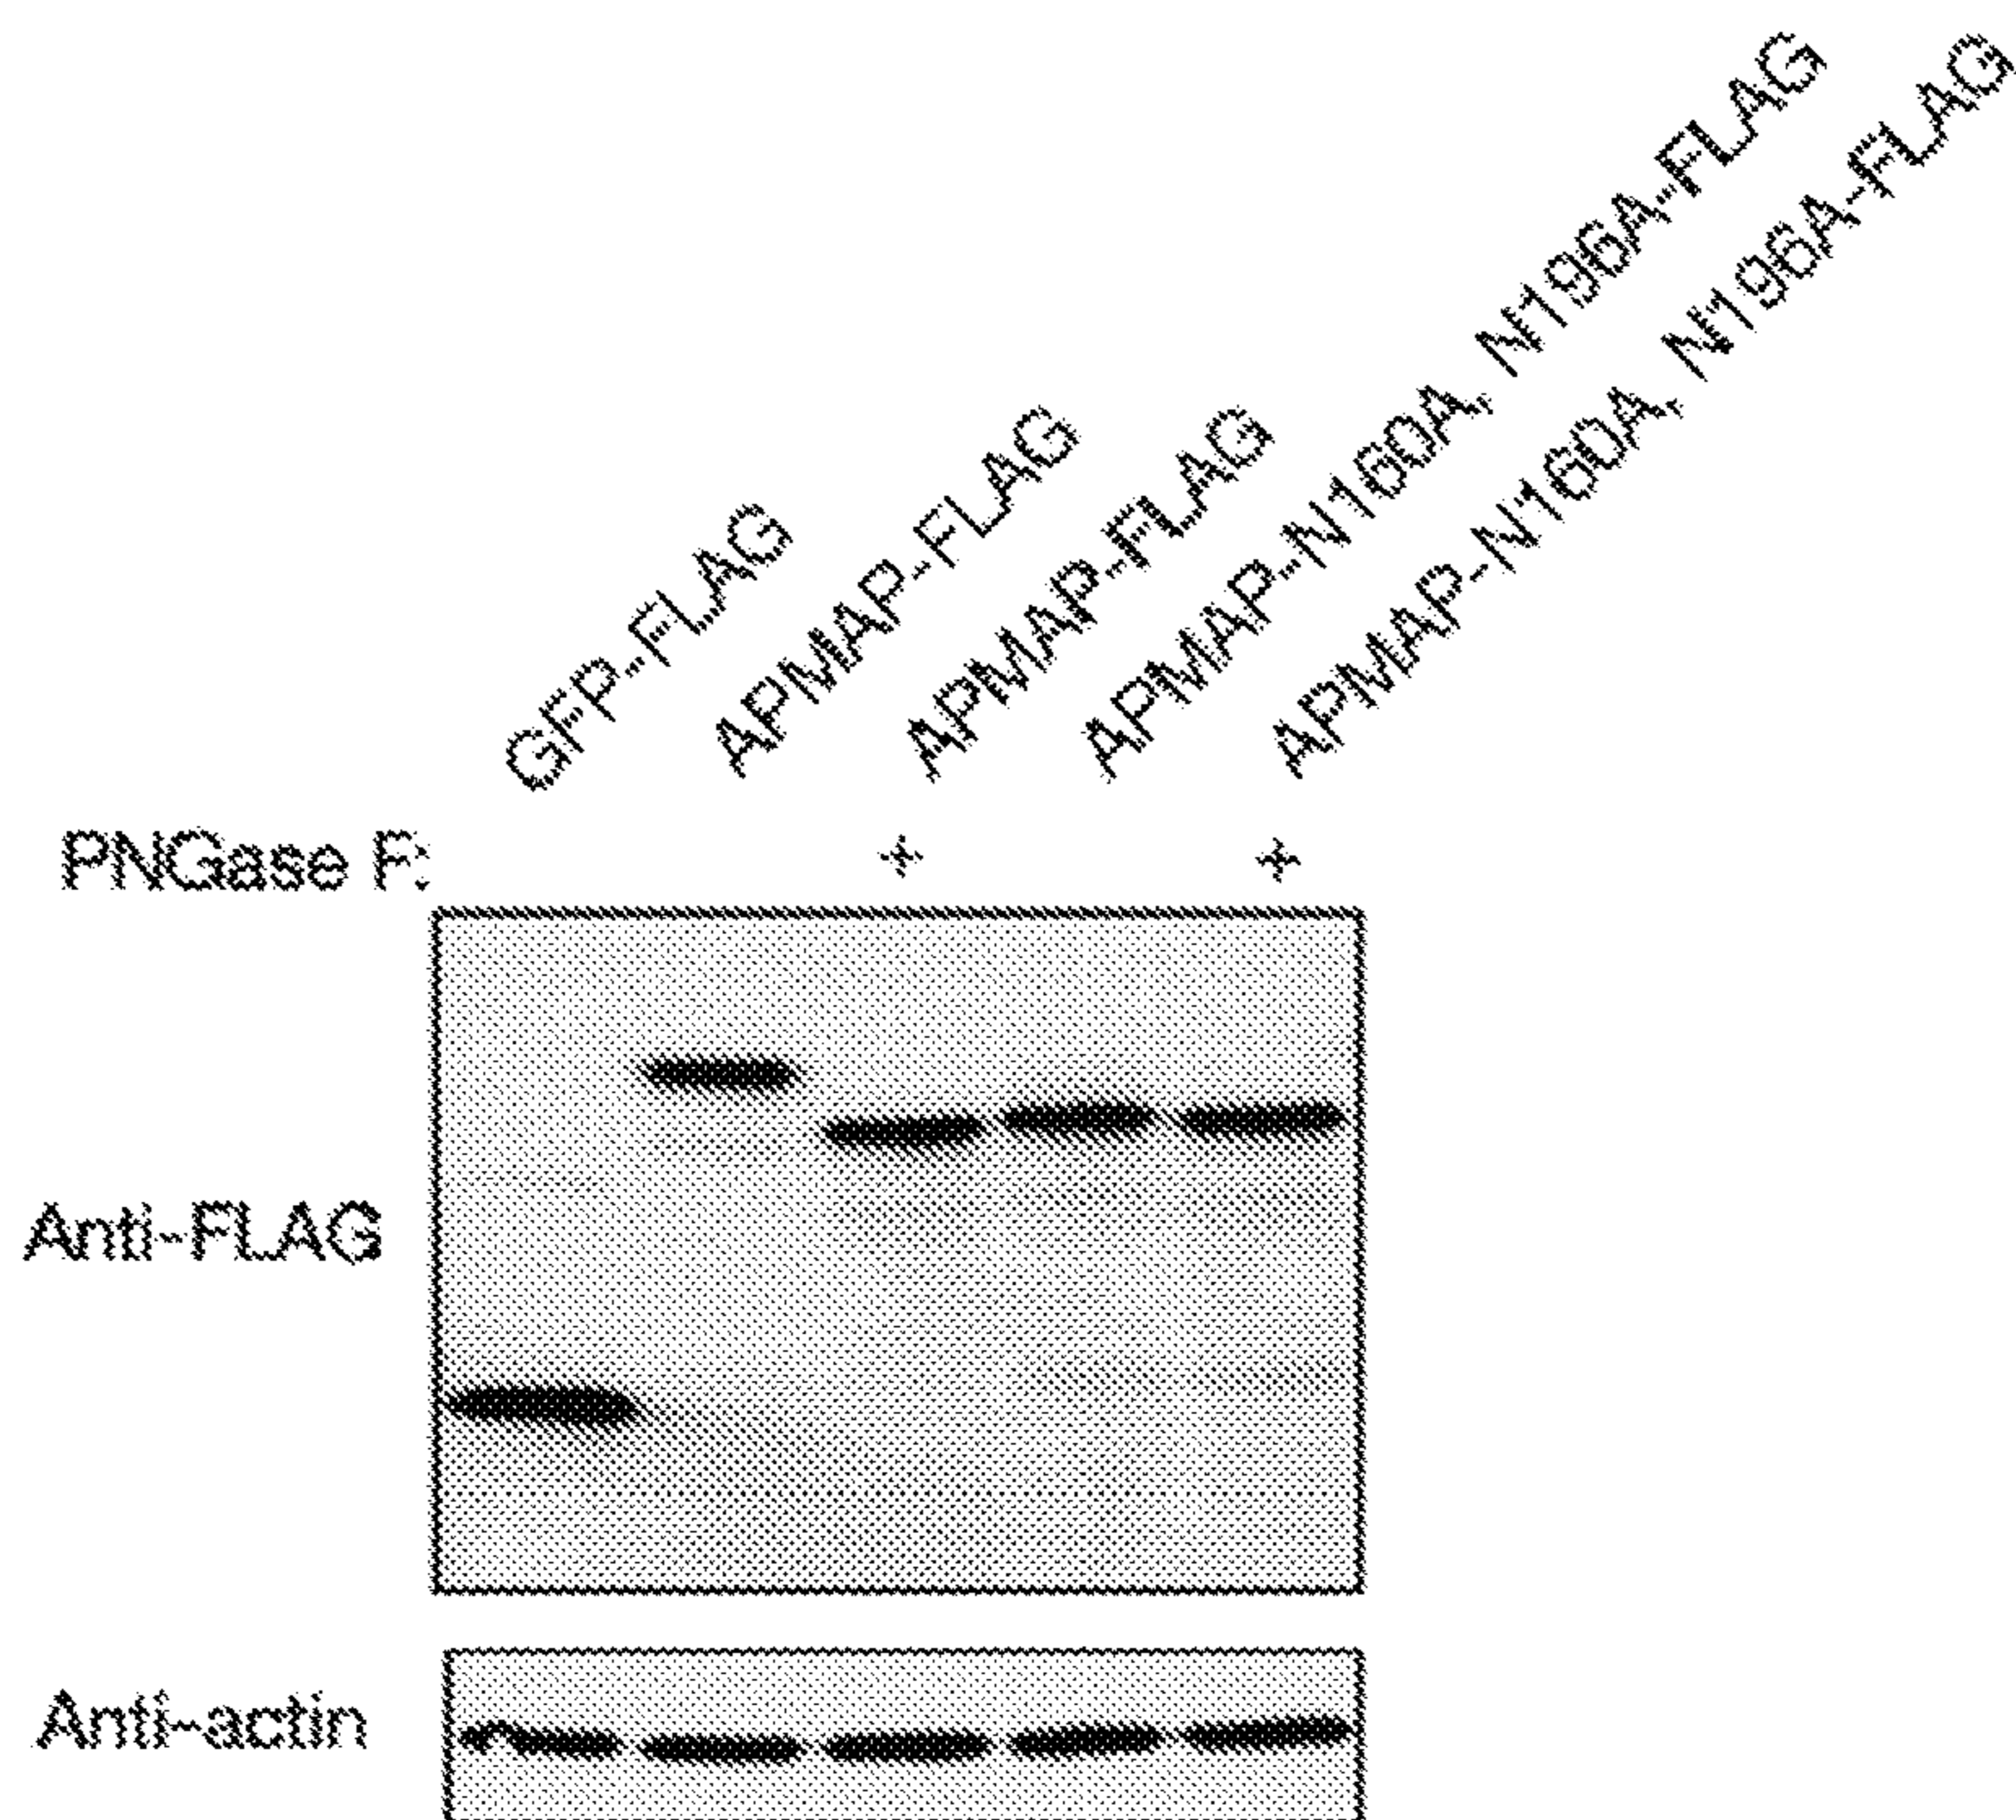 GFP-FLAG
APMAP-FLAG
APMAP-FLAG
APMAP-N160A, N196A-FLAG
APMAP-N160A, N196A-FLAG
PNGase F: + +
Anti-FLAG
Anti-actin